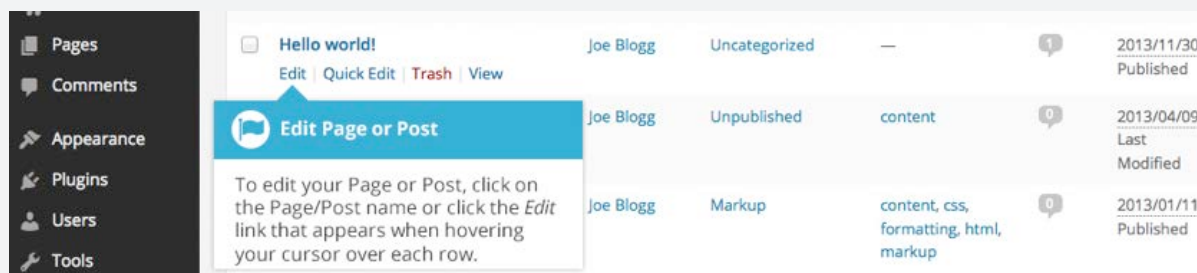 Pages
Comments
Appearance
Plugins
Users
Tools
Hello world!
Edit | Quick Edit | Trash | View
Joe Blogg
Uncategorized
—
1
2013/11/30
Published
Edit Page or Post
To edit your Page or Post, click on
the Page/Post name or click the Edit
link that appears when hovering
your cursor over each row.
Joe Blogg
Unpublished
content
0
2013/04/09
Last
Modified
Joe Blogg
Markup
content, css,
formatting, html,
markup
0
2013/01/11
Published